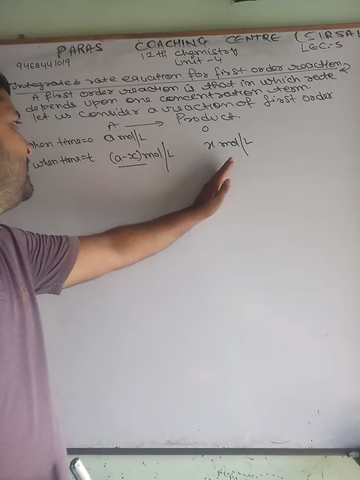 PARAS COACHING CENTRE (SIRSA)
9468441019 12th chemistry LEC-5
Unit-4
Integrated rate equation for first order reaction,
A first order reaction is that in which rate
depends upon one concentration term.
let us consider a reaction of first order
A → Product.
when time=0 a mol/L 0
when time=t (a-x) mol/L x mol/L